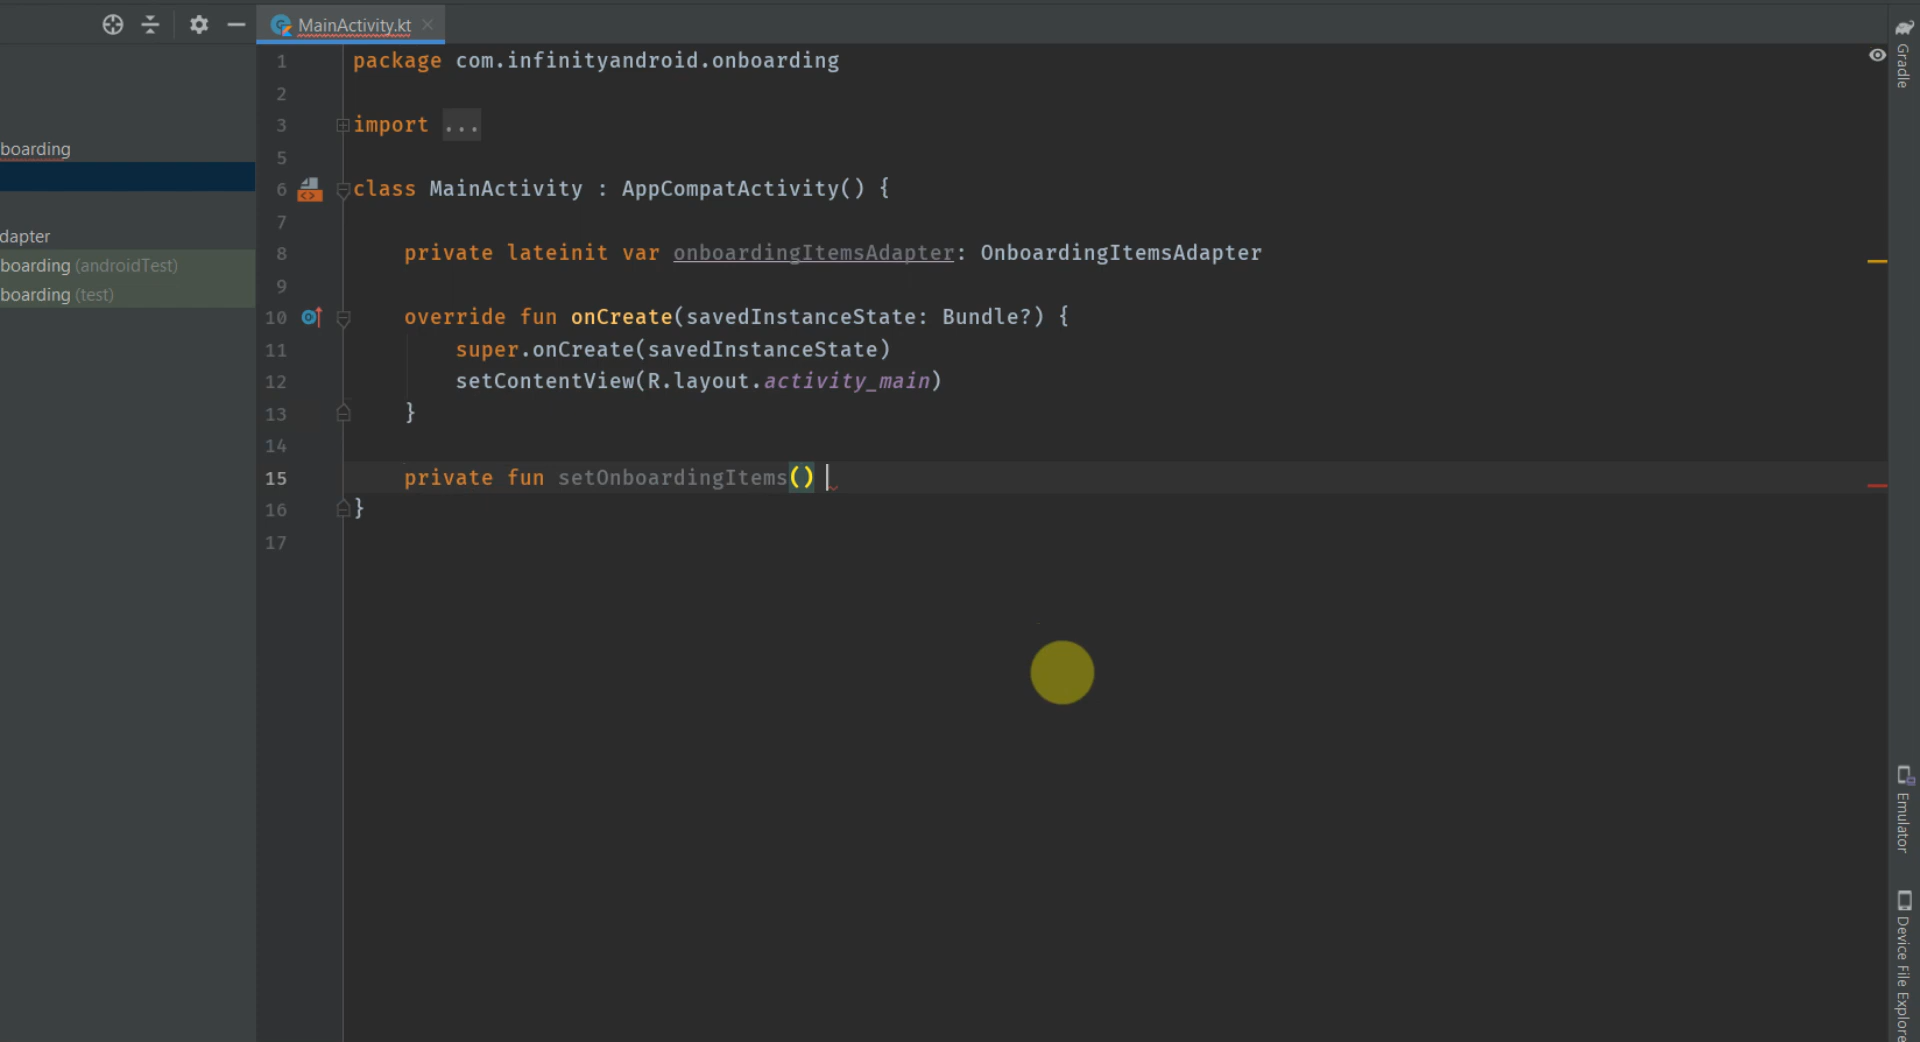 MainActivity.kt
boarding
dapter
boarding (androidTest)
boarding (test)
1 package com.infinityandroid.onboarding
2
3 import ...
5
6 class MainActivity : AppCompatActivity() {
7
8 private lateinit var onboardingItemsAdapter: OnboardingItemsAdapter
9
10 override fun onCreate(savedInstanceState: Bundle?) {
11 super.onCreate(savedInstanceState)
12 setContentView(R.layout.activity_main)
13 }
14
15 private fun setOnboardingItems()
16 }
17
Gradle
Emulator
Device File Explore